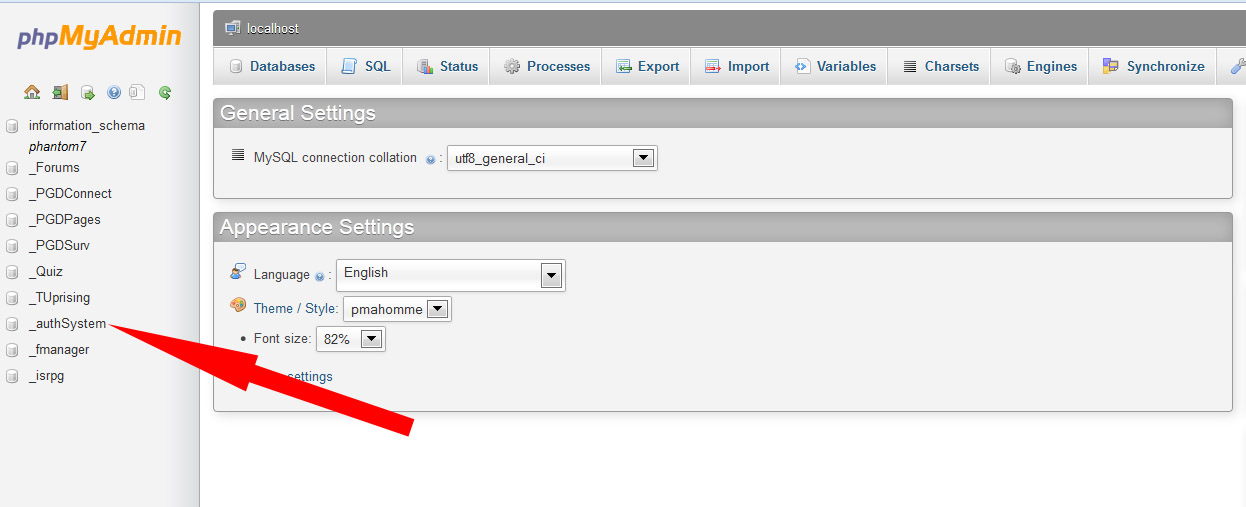 phpMyAdmin
localhost
Databases SQL Status Processes Export Import Variables Charsets Engines Synchronize
information_schema
phantom7
_Forums
_PGDConnect
_PGDPages
_PGDSurv
_Quiz
_TUprising
_authSystem
_fmanager
_isrpg
General Settings
MySQL connection collation : utf8_general_ci
Appearance Settings
Language : English
Theme / Style: pmahomme
• Font size: 82%
settings